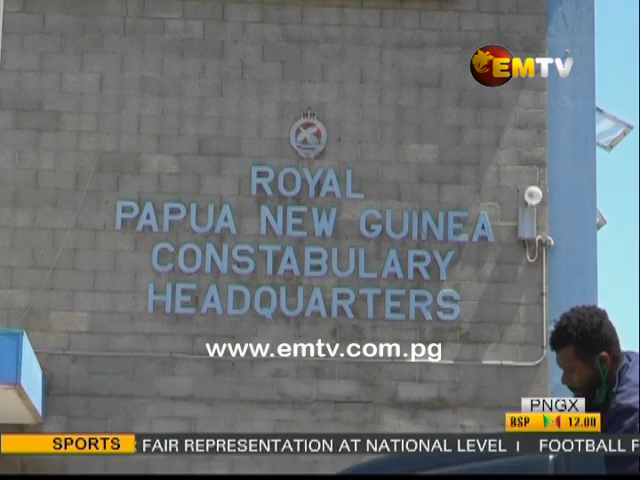 EMTV
ROYAL
PAPUA NEW GUINEA
CONSTABULARY
HEADQUARTERS
www.emtv.com.pg
PNGX
BSP 12.00
SPORTS FAIR REPRESENTATION AT NATIONAL LEVEL I FOOTBALL F